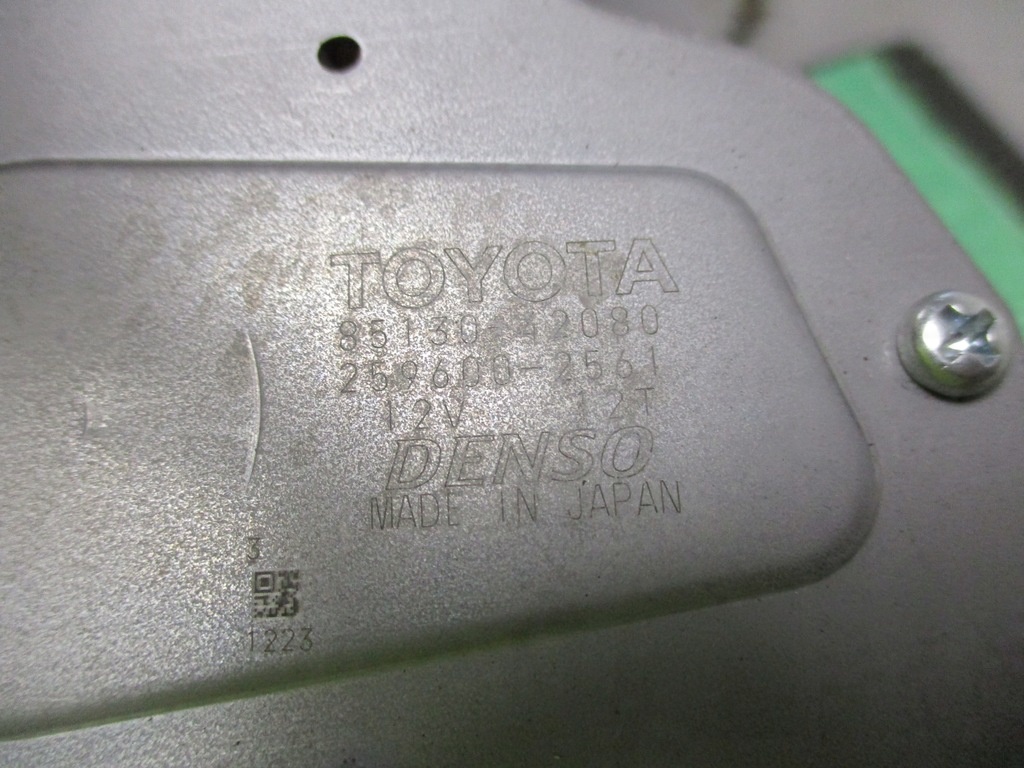 TOYOTA
85130-42080
259600-2561
12V 12T
DENSO
MADE IN JAPAN
3
1223